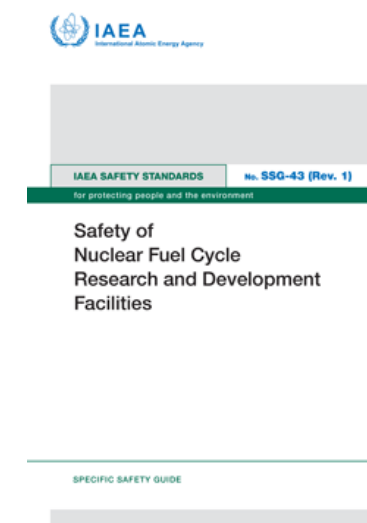 IAEA
International Atomic Energy Agency
IAEA SAFETY STANDARDS
No. SSG-43 (Rev. 1)
for protecting people and the environment
Safety of
Nuclear Fuel Cycle
Research and Development
Facilities
SPECIFIC SAFETY GUIDE